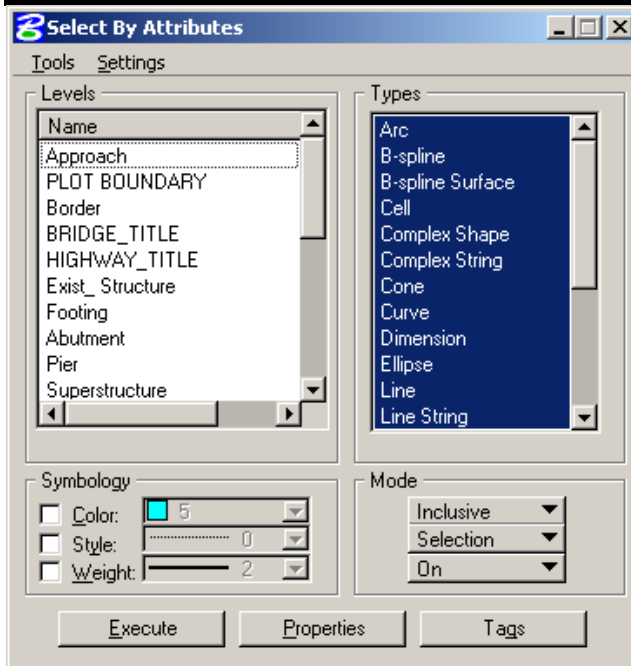 Select By Attributes
Tools Settings
Levels
Name
Approach
PLOT BOUNDARY
Border
BRIDGE_TITLE
HIGHWAY_TITLE
Exist_ Structure
Footing
Abutment
Pier
Superstructure
Types
Arc
B-spline
B-spline Surface
Cell
Complex Shape
Complex String
Cone
Curve
Dimension
Ellipse
Line
Line String
Symbology
Color: 5
Style: 0
Weight: 2
Mode
Inclusive
Selection
On
Execute Properties Tags